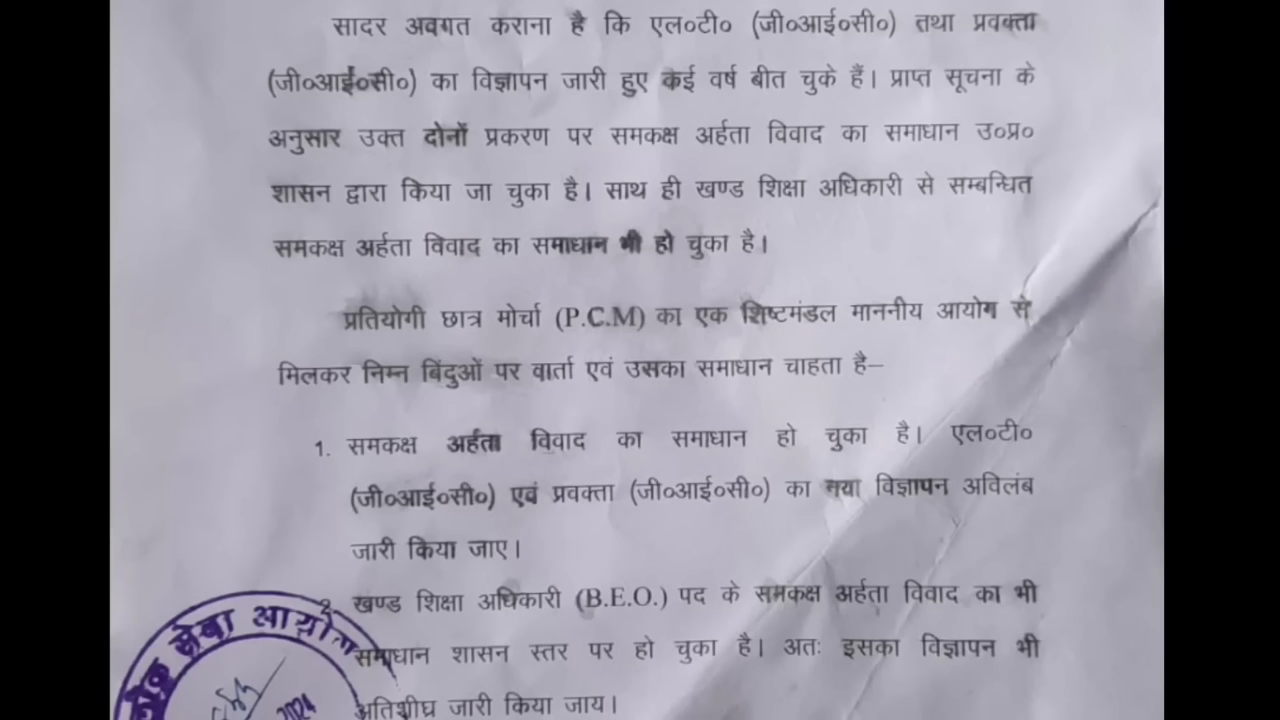 सादर अवगत कराना है कि एल०टी० (जी०आई०सी०) तथा प्रवक्ता
(जी०आई०सी०) का विज्ञापन जारी हुए कई वर्ष बीत चुके हैं। प्राप्त सूचना के
अनुसार उक्त दोनों प्रकरण पर समकक्ष अर्हता विवाद का समाधान उ०प्र०
शासन द्वारा किया जा चुका है। साथ ही खण्ड शिक्षा अधिकारी से सम्बन्धित
समकक्ष अर्हता विवाद का समाधान भी हो चुका है।
प्रतियोगी छात्र मोर्चा (P.C.M) का एक शिष्टमंडल माननीय आयोग से
मिलकर निम्न बिंदुओं पर वार्ता एवं उसका समाधान चाहता है–
1. समकक्ष अर्हता विवाद का समाधान हो चुका है। एल०टी०
(जी०आई०सी०) एवं प्रवक्ता (जी०आई०सी०) का नया विज्ञापन अविलंब
जारी किया जाए।
2. खण्ड शिक्षा अधिकारी (B.E.O.) पद के समकक्ष अर्हता विवाद का भी
समाधान शासन स्तर पर हो चुका है। अतः इसका विज्ञापन भी
अतिशीघ्र जारी किया जाय।
लोक सेवा आयोग
2024